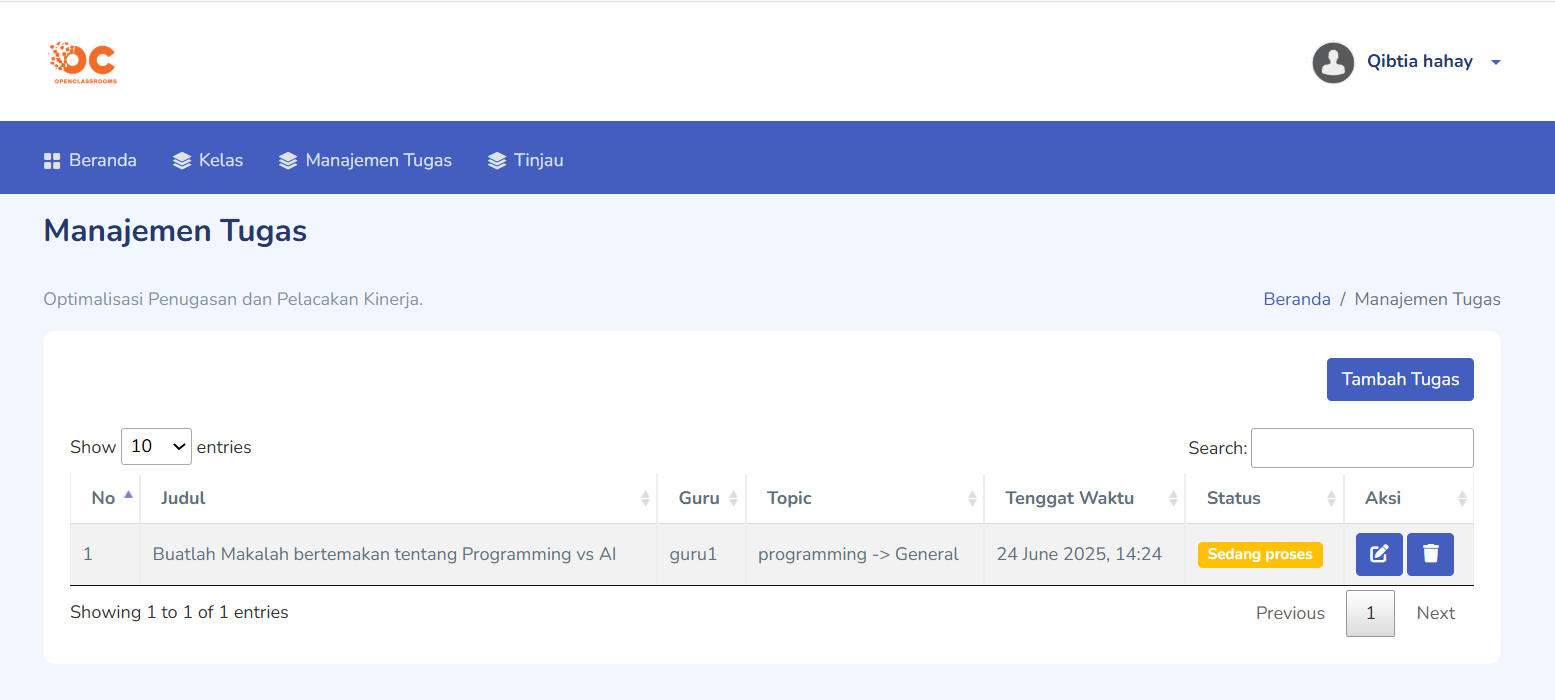 OC
OPENCLASSROOMS
Qibtia hahay
Beranda Kelas Manajemen Tugas Tinjau
Manajemen Tugas
Optimalisasi Penugasan dan Pelacakan Kinerja.
Beranda / Manajemen Tugas
Tambah Tugas
Show 10 entries
Search:
No Judul Guru Topic Tenggat Waktu Status Aksi
1 Buatlah Makalah bertemakan tentang Programming vs AI guru1 programming -> General 24 June 2025, 14:24 Sedang proses
Showing 1 to 1 of 1 entries
Previous 1 Next